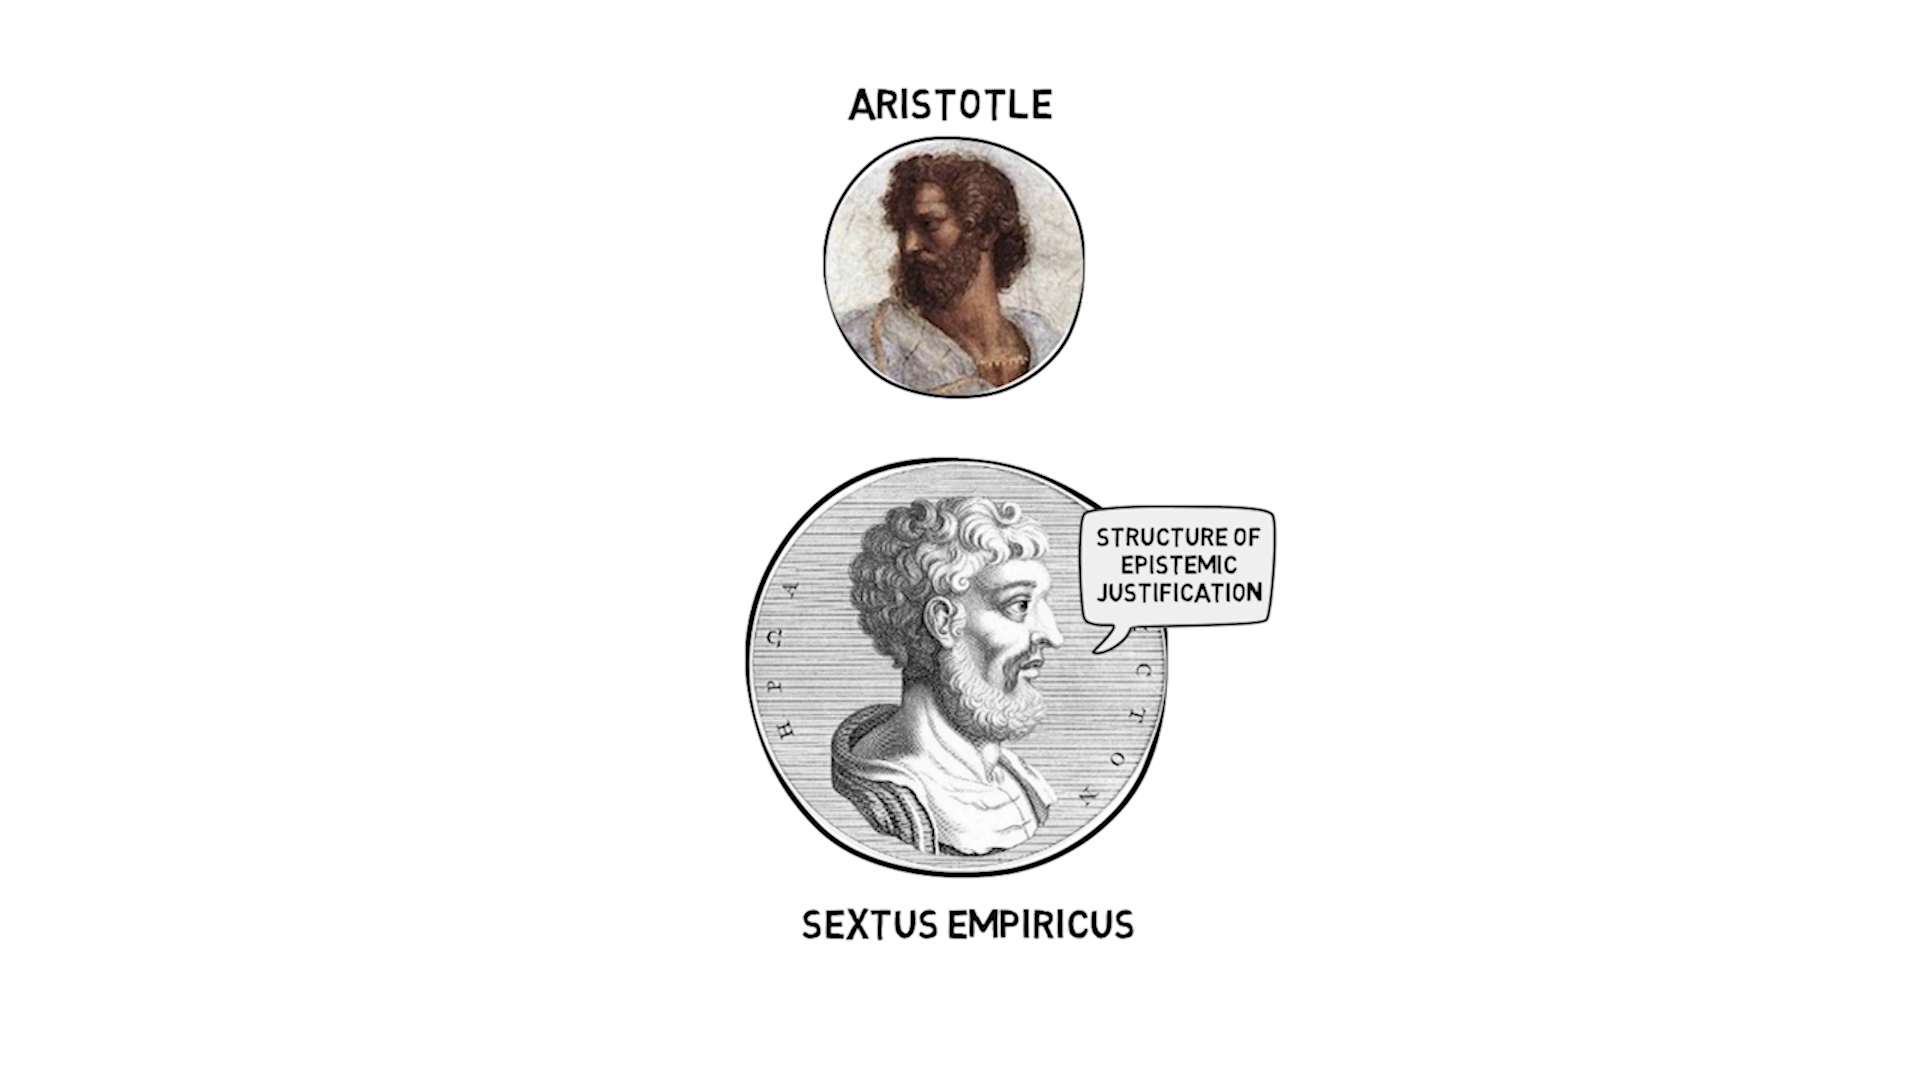 ARISTOTLE
STRUCTURE OF
EPISTEMIC
JUSTIFICATION
SEXTUS EMPIRICUS